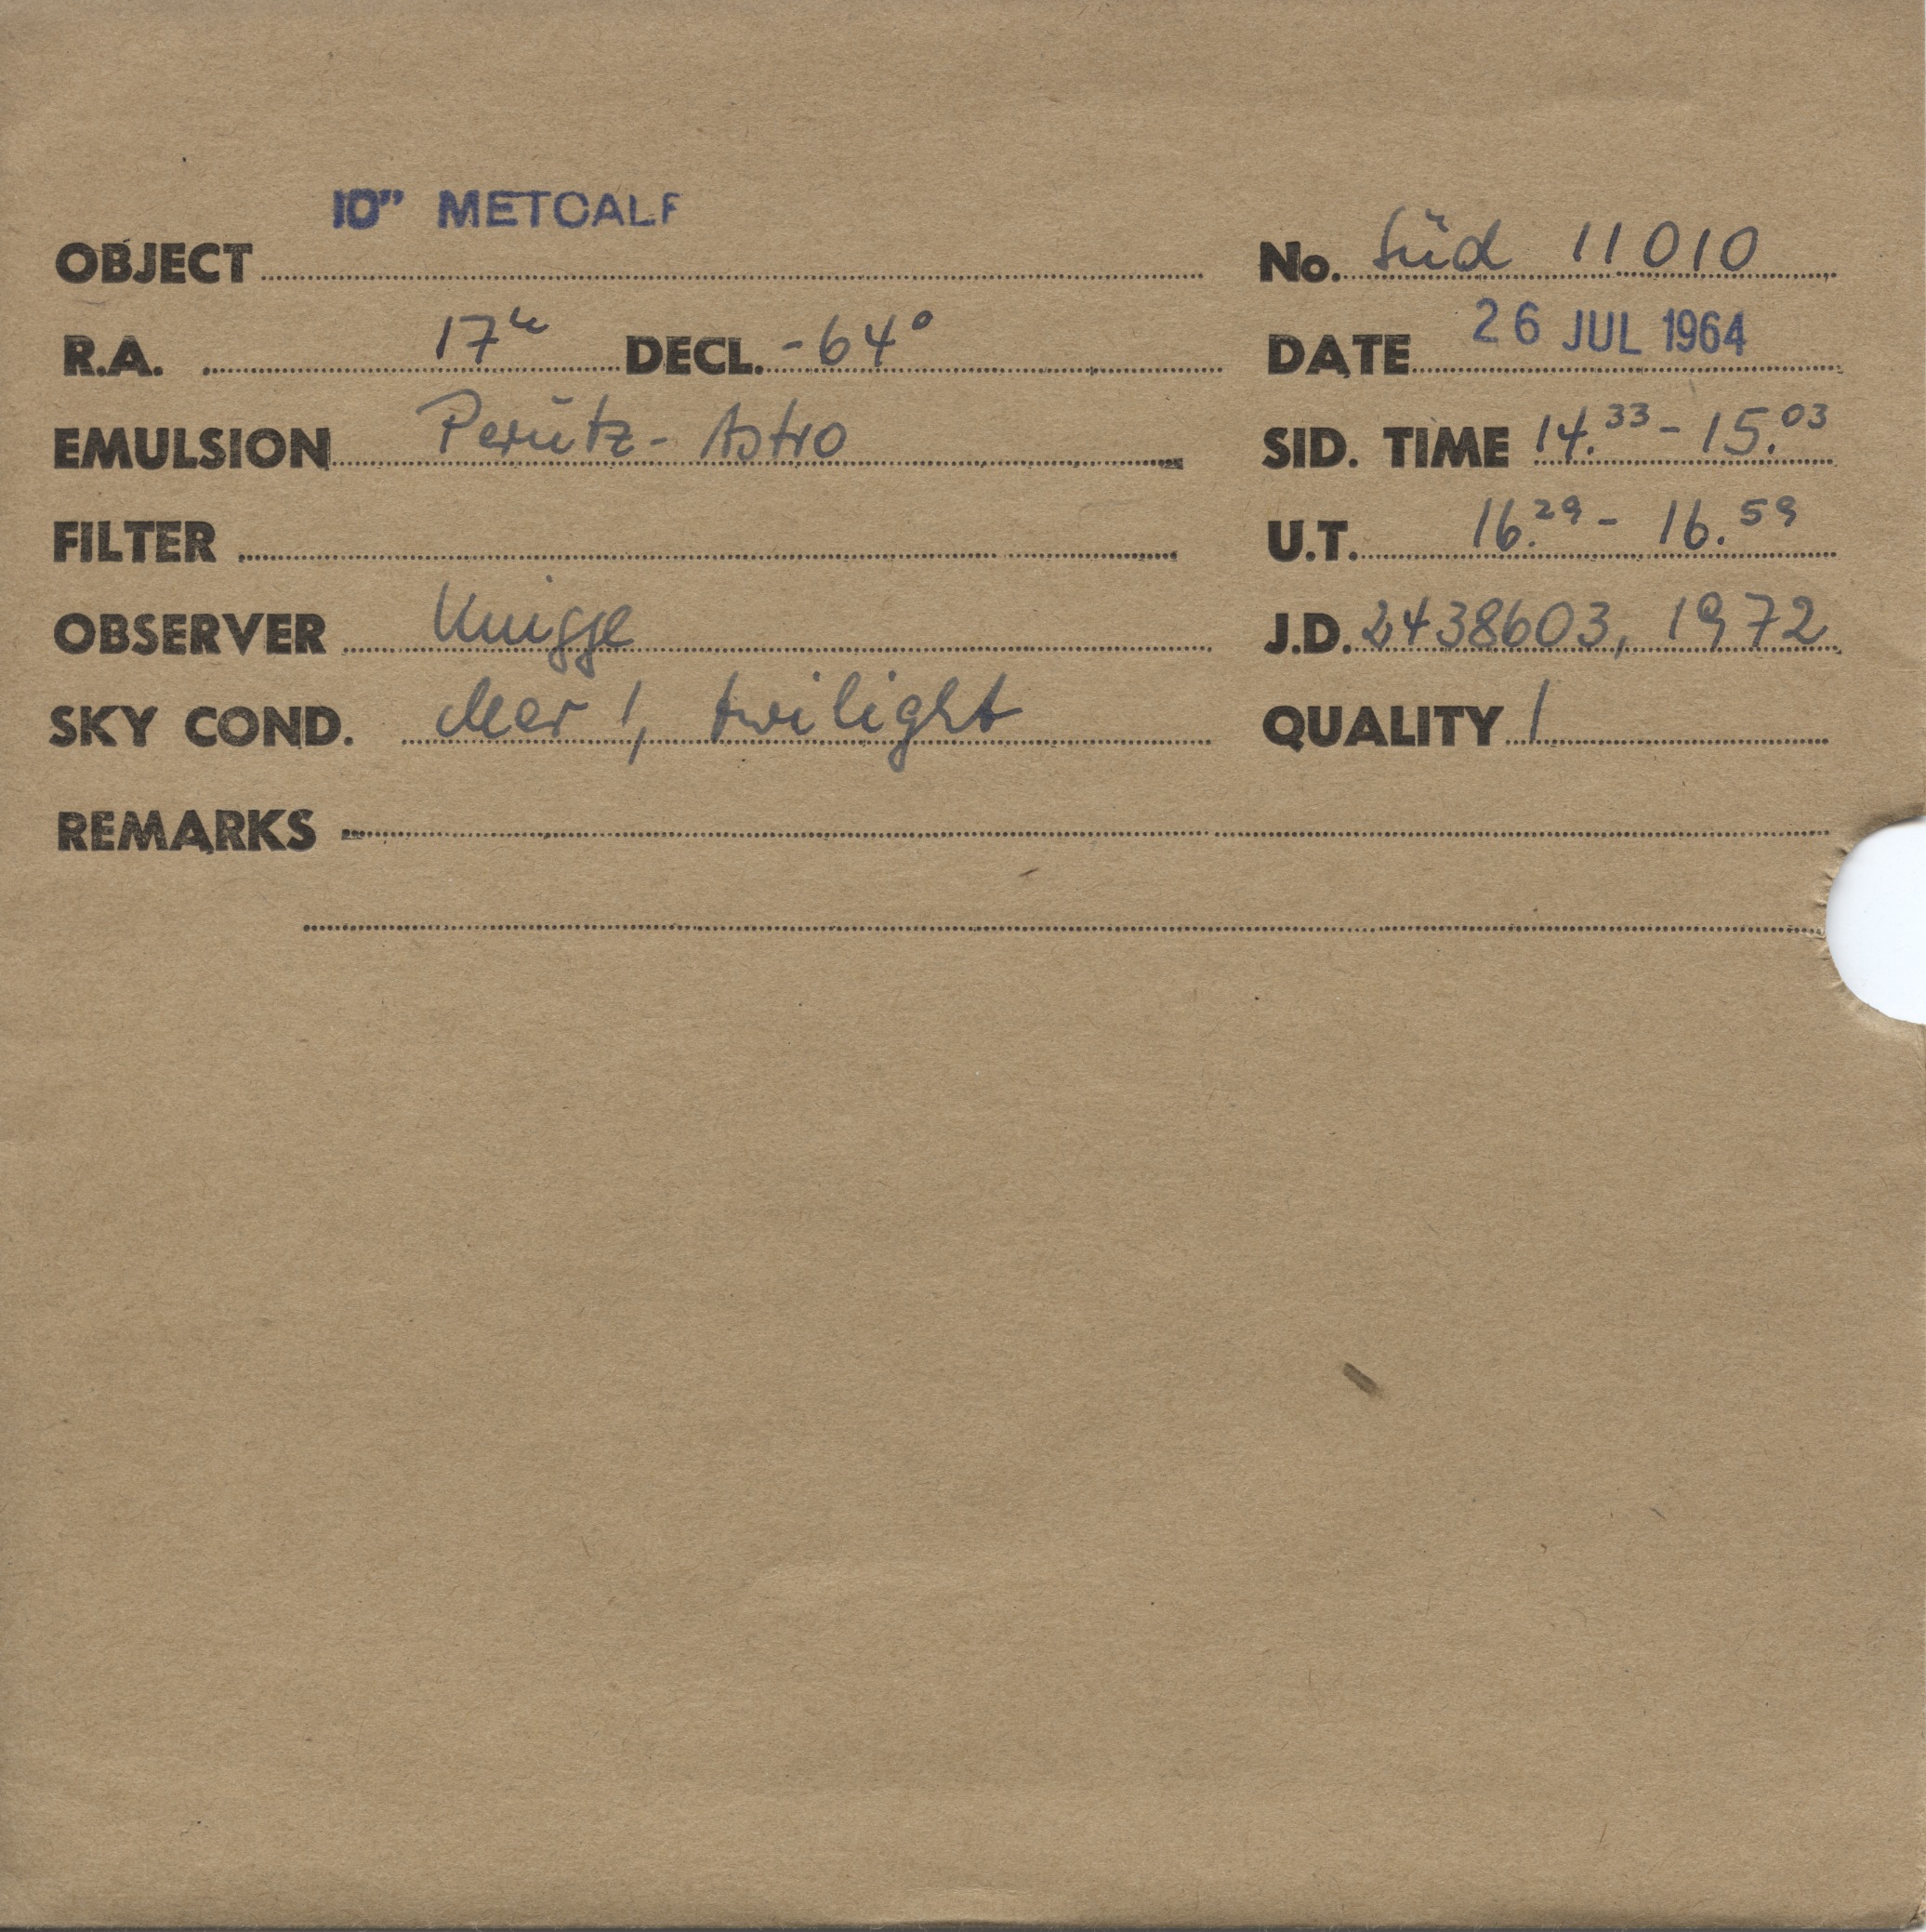 10" METCALF
OBJECT No. Süd 11010
R.A. 17h DECL. -64° DATE 26 JUL 1964
EMULSION Perutz- Astro SID. TIME 14.33 - 15.03
FILTER U.T. 16.29 - 16.59
OBSERVER Knigge J.D. 2438603, 1972
SKY COND. clear!, twilight QUALITY 1
REMARKS